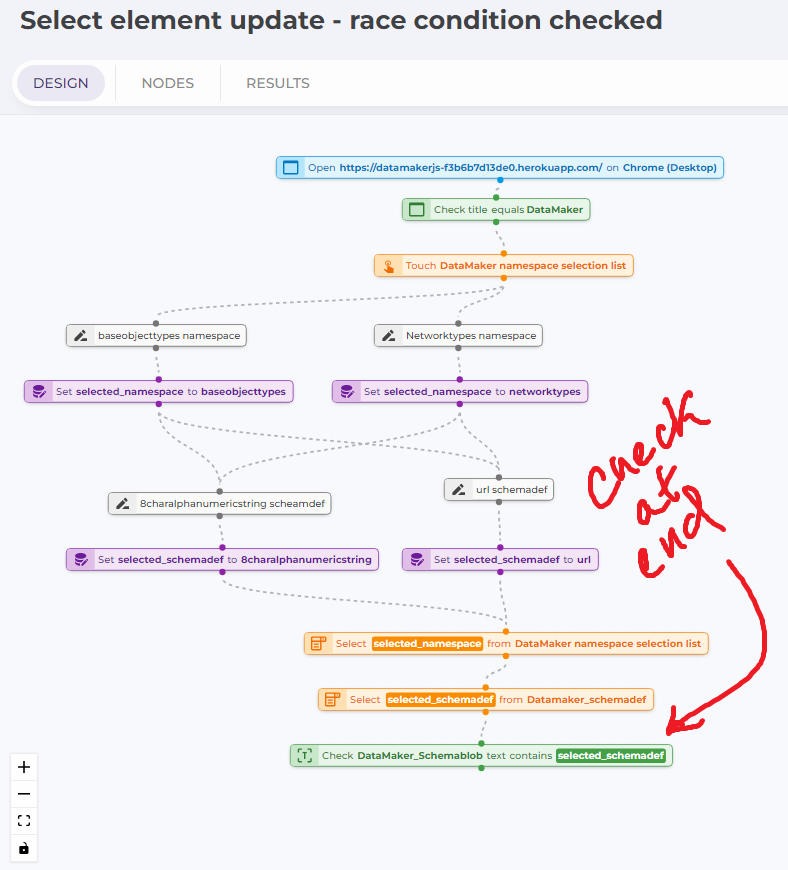 Select element update - race condition checked
DESIGN NODES RESULTS
Open https://datamakerjs-f3b6b7d13de0.herokuapp.com/ on Chrome (Desktop)
Check title equals DataMaker
Touch DataMaker namespace selection list
baseobjecttypes namespace
Networktypes namespace
Set selected_namespace to baseobjecttypes
Set selected_namespace to networktypes
check
at
end
8charalphanumericstring scheamdef
url schemadef
Set selected_schemadef to 8charalphanumericstring
Set selected_schemadef to url
Select selected_namespace from DataMaker namespace selection list
Select selected_schemadef from Datamaker_schemadef
T Check DataMaker_Schemablob text contains selected_schemadef